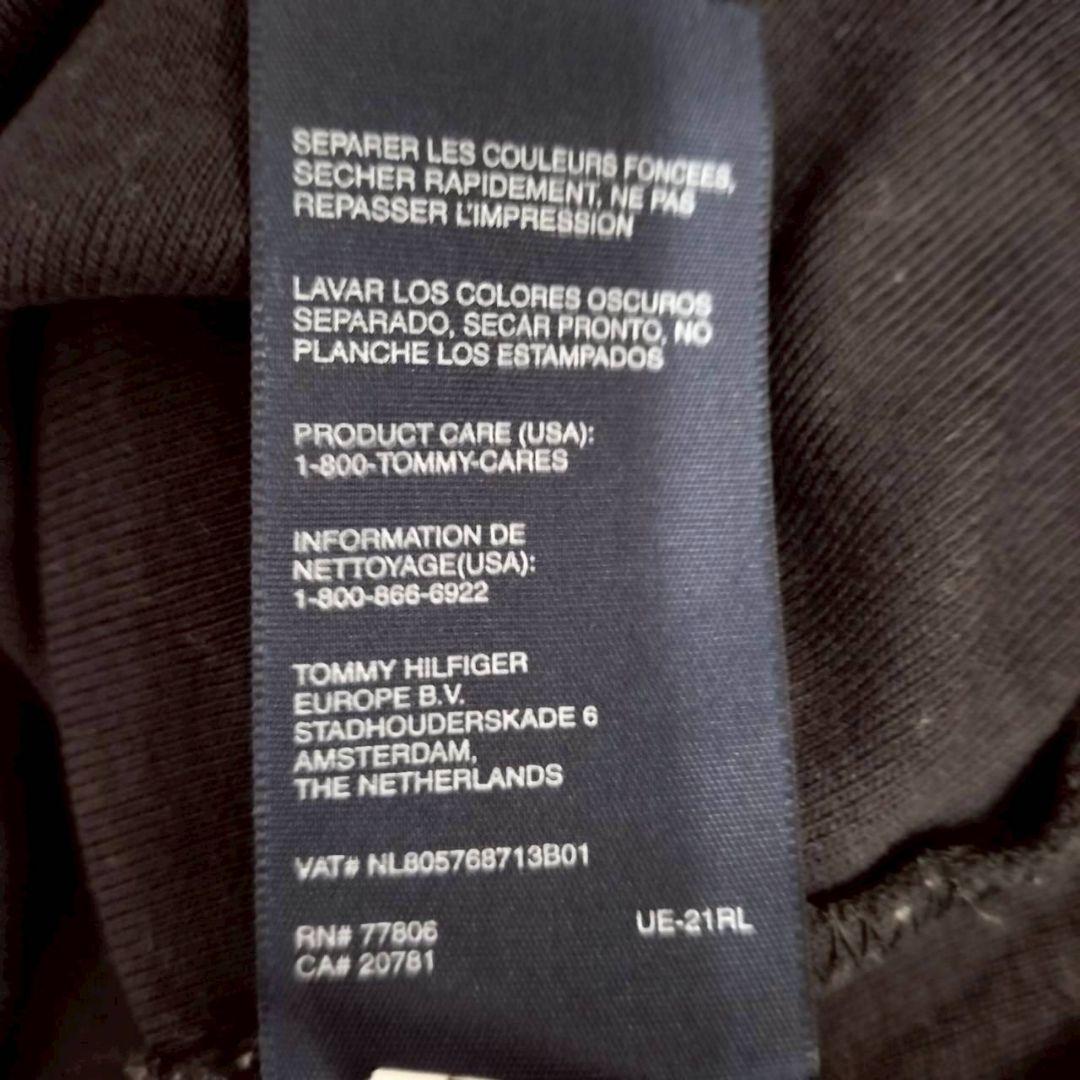 SEPARER LES COULEURS FONCEES,
SECHER RAPIDEMENT, NE PAS
REPASSER L'IMPRESSION
LAVAR LOS COLORES OSCUROS
SEPARADO, SECAR PRONTO, NO
PLANCHE LOS ESTAMPADOS
PRODUCT CARE (USA):
1-800-TOMMY-CARES
INFORMATION DE
NETTOYAGE(USA):
1-800-866-6922
TOMMY HILFIGER
EUROPE B.V.
STADHOUDERSKADE 6
AMSTERDAM,
THE NETHERLANDS
VAT# NL805768713B01
RN# 77806 UE-21RL
CA# 20781